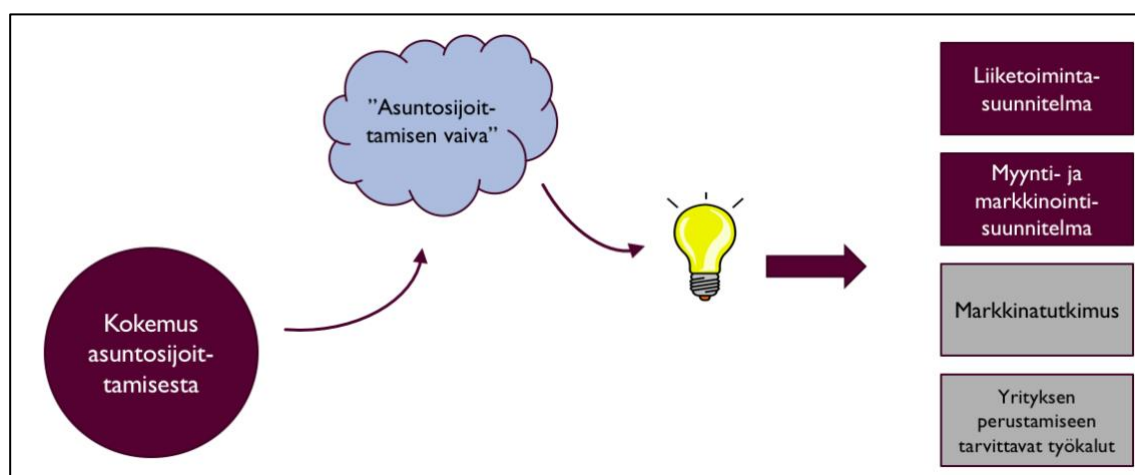 Kokemus
asuntosijoit-
tamisesta
”Asuntosijoit-
tamisen vaiva”
Liiketoiminta-
suunnitelma
Myynti- ja
markkinointi-
suunnitelma
Markkinatutkimus
Yrityksen
perustamiseen
tarvittavat työkalut